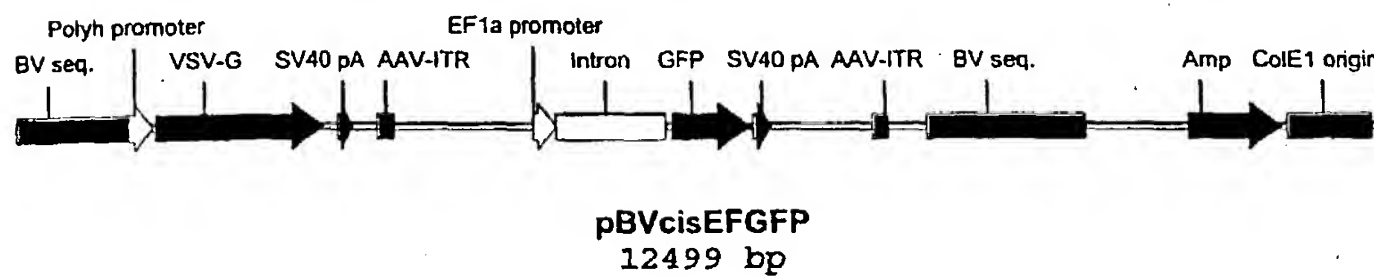 Polyh promoter EF1a promoter
BV seq. VSV-G SV40 pA AAV-ITR Intron GFP SV40 pA AAV-ITR BV seq. Amp ColE1 origin
pBVcisEFGFP
12499 bp